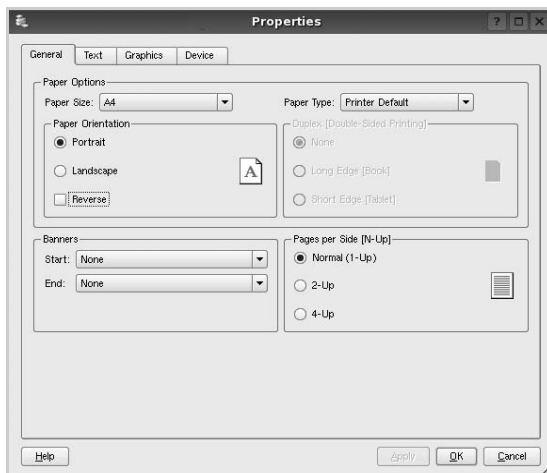 Properties
General Text Graphics Device
Paper Options
Paper Size: A4 Paper Type: Printer Default
Paper Orientation
Portrait
Landscape
A
Reverse
Duplex [Double-Sided Printing]
None
Long Edge [Book]
Short Edge [Tablet]
Banners
Start: None
End: None
Pages per Side [N-Up]
Normal (1-Up)
2-Up
4-Up
Help Apply OK Cancel